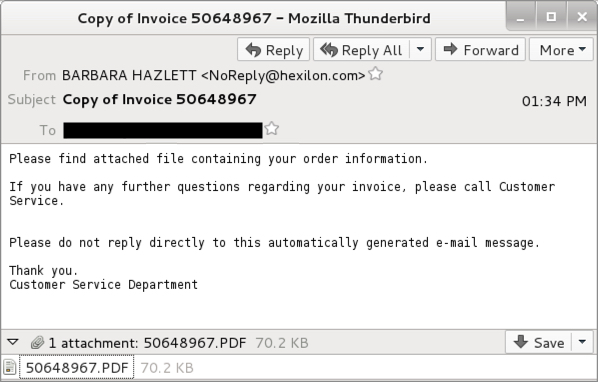 Copy of Invoice 50648967 – Mozilla Thunderbird
Reply Reply All Forward More
From BARBARA HAZLETT <NoReply@hexilon.com>
Subject Copy of Invoice 50648967 01:34 PM
To
Please find attached file containing your order information.
If you have any further questions regarding your invoice, please call Customer
Service.
Please do not reply directly to this automatically generated e-mail message.
Thank you.
Customer Service Department
1 attachment: 50648967.PDF 70.2 KB Save
50648967.PDF 70.2 KB